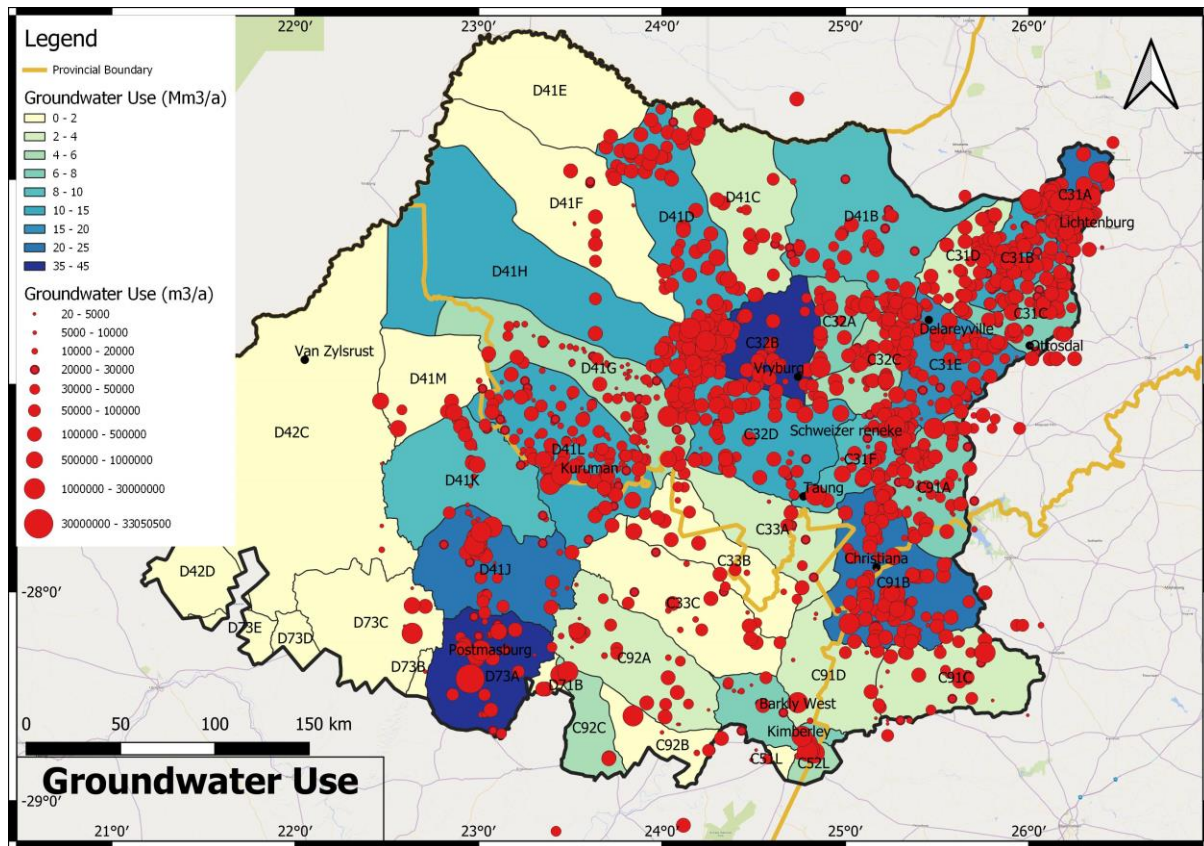 22°0′ 23°0′ 24°0′ 25°0′ 26°0′
Legend
Provincial Boundary
Groundwater Use (Mm3/a)
0 - 2
2 - 4
4 - 6
6 - 8
8 - 10
10 - 15
15 - 20
20 - 25
35 - 45
Groundwater Use (m3/a)
20 - 5000
5000 - 10000
10000 - 20000
20000 - 30000
30000 - 50000
50000 - 100000
100000 - 500000
500000 - 1000000
1000000 - 30000000
30000000 - 33050500
D41E
D41F
D41C
D41D
D41B
C31A
Lichtenburg
C31D
C31B
D41H
C31C
C32A
Delareyville
Ottosdal
C32B
Van Zylsrust
C32C
C31E
D41G
Vryburg
D41M
D42C
C32D
Schweizer reneke
D41L
Kuruman
C31F
D41K
C91A
Taung
C33A
C33B
Christiana
D41J
D42D
C91B
C33C
D73E
D73D
D73C
Postmasburg
C92A
D73B
D73A
D71B
C91D
C91C
Barkly West
C92C
Kimberley
C92B
C51L
C52L
28°0′
0 50 100 150 km
Groundwater Use
29°0′
21°0′ 22°0′ 23°0′ 24°0′ 25°0′ 26°0′